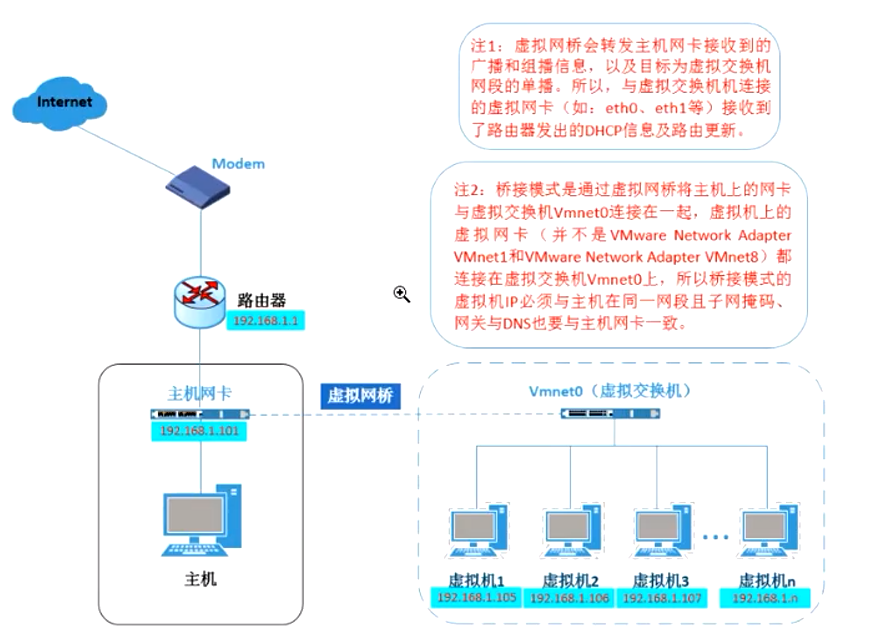 注1：虚拟网桥会转发主机网卡接收到的
广播和组播信息，以及目标为虚拟交换机
网段的单播。所以，与虚拟交换机机连接
的虚拟网卡（如：eth0、eth1等）接收到
了路由器发出的DHCP信息及路由更新。
Internet
Modem
注2：桥接模式是通过虚拟网桥将主机上的网卡
与虚拟交换机Vmnet0连接在一起，虚拟机上的
虚拟网卡（并不是VMware Network Adapter
VMnet1和VMware Network Adapter VMnet8）都
连接在虚拟交换机Vmnet0上，所以桥接模式的
虚拟机IP必须与主机在同一网段且子网掩码、
网关与DNS也要与主机网卡一致。
路由器
192.168.1.1
主机网卡
192.168.1.101
虚拟网桥
Vmnet0（虚拟交换机）
主机
虚拟机1
192.168.1.105
虚拟机2
192.168.1.106
虚拟机3
192.168.1.107
...
虚拟机n
192.168.1.n